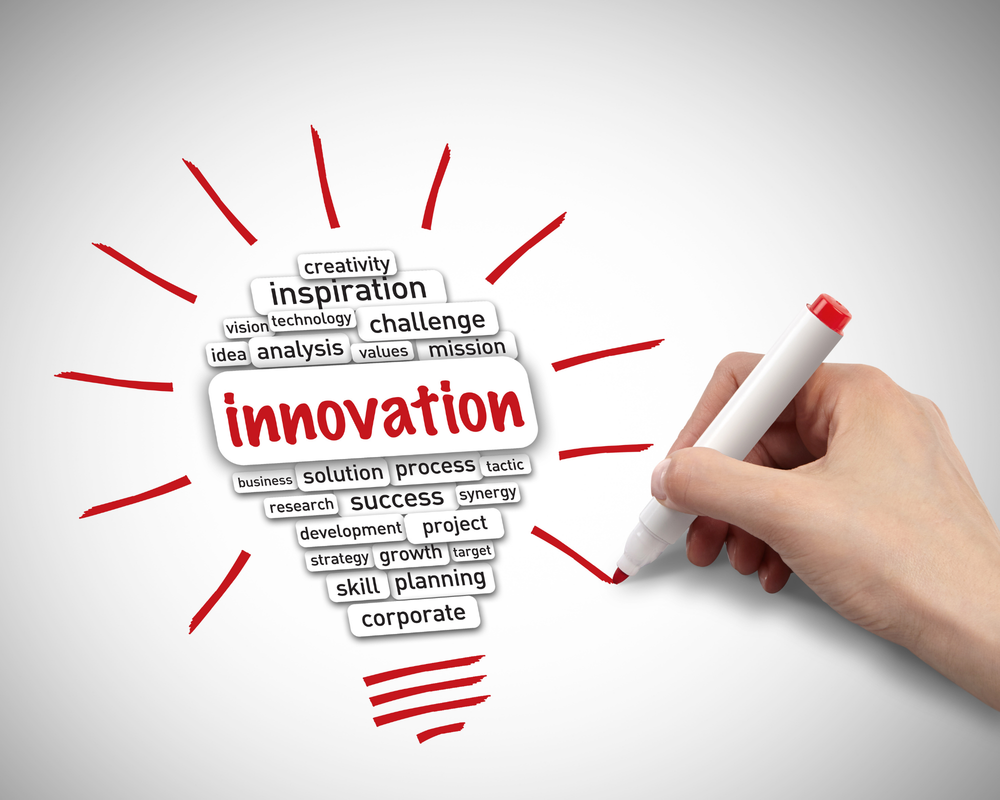 creativity
inspiration
vision technology challenge
idea analysis values mission
innovation
business solution process tactic
research success synergy
development project
strategy growth target
skill planning
corporate